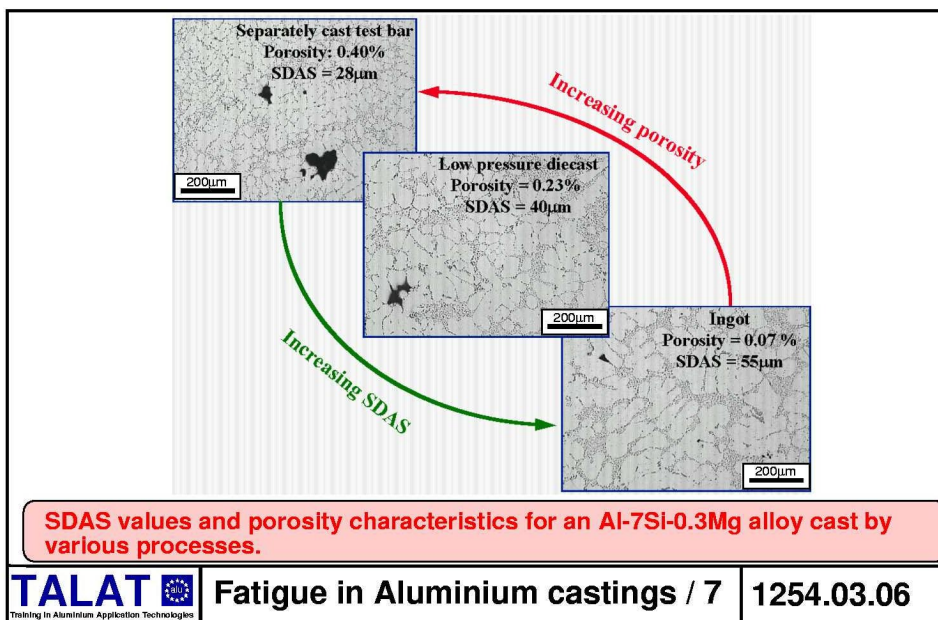 Separately cast test bar
Porosity: 0.40%
SDAS = 28µm
200µm
Increasing porosity
Low pressure diecast
Porosity = 0.23%
SDAS = 40µm
200µm
Increasing SDAS
Ingot
Porosity = 0.07 %
SDAS = 55µm
200µm
SDAS values and porosity characteristics for an Al-7Si-0.3Mg alloy cast by
various processes.
TALAT
alu
Training in Aluminium Application Technologies
Fatigue in Aluminium castings / 7
1254.03.06